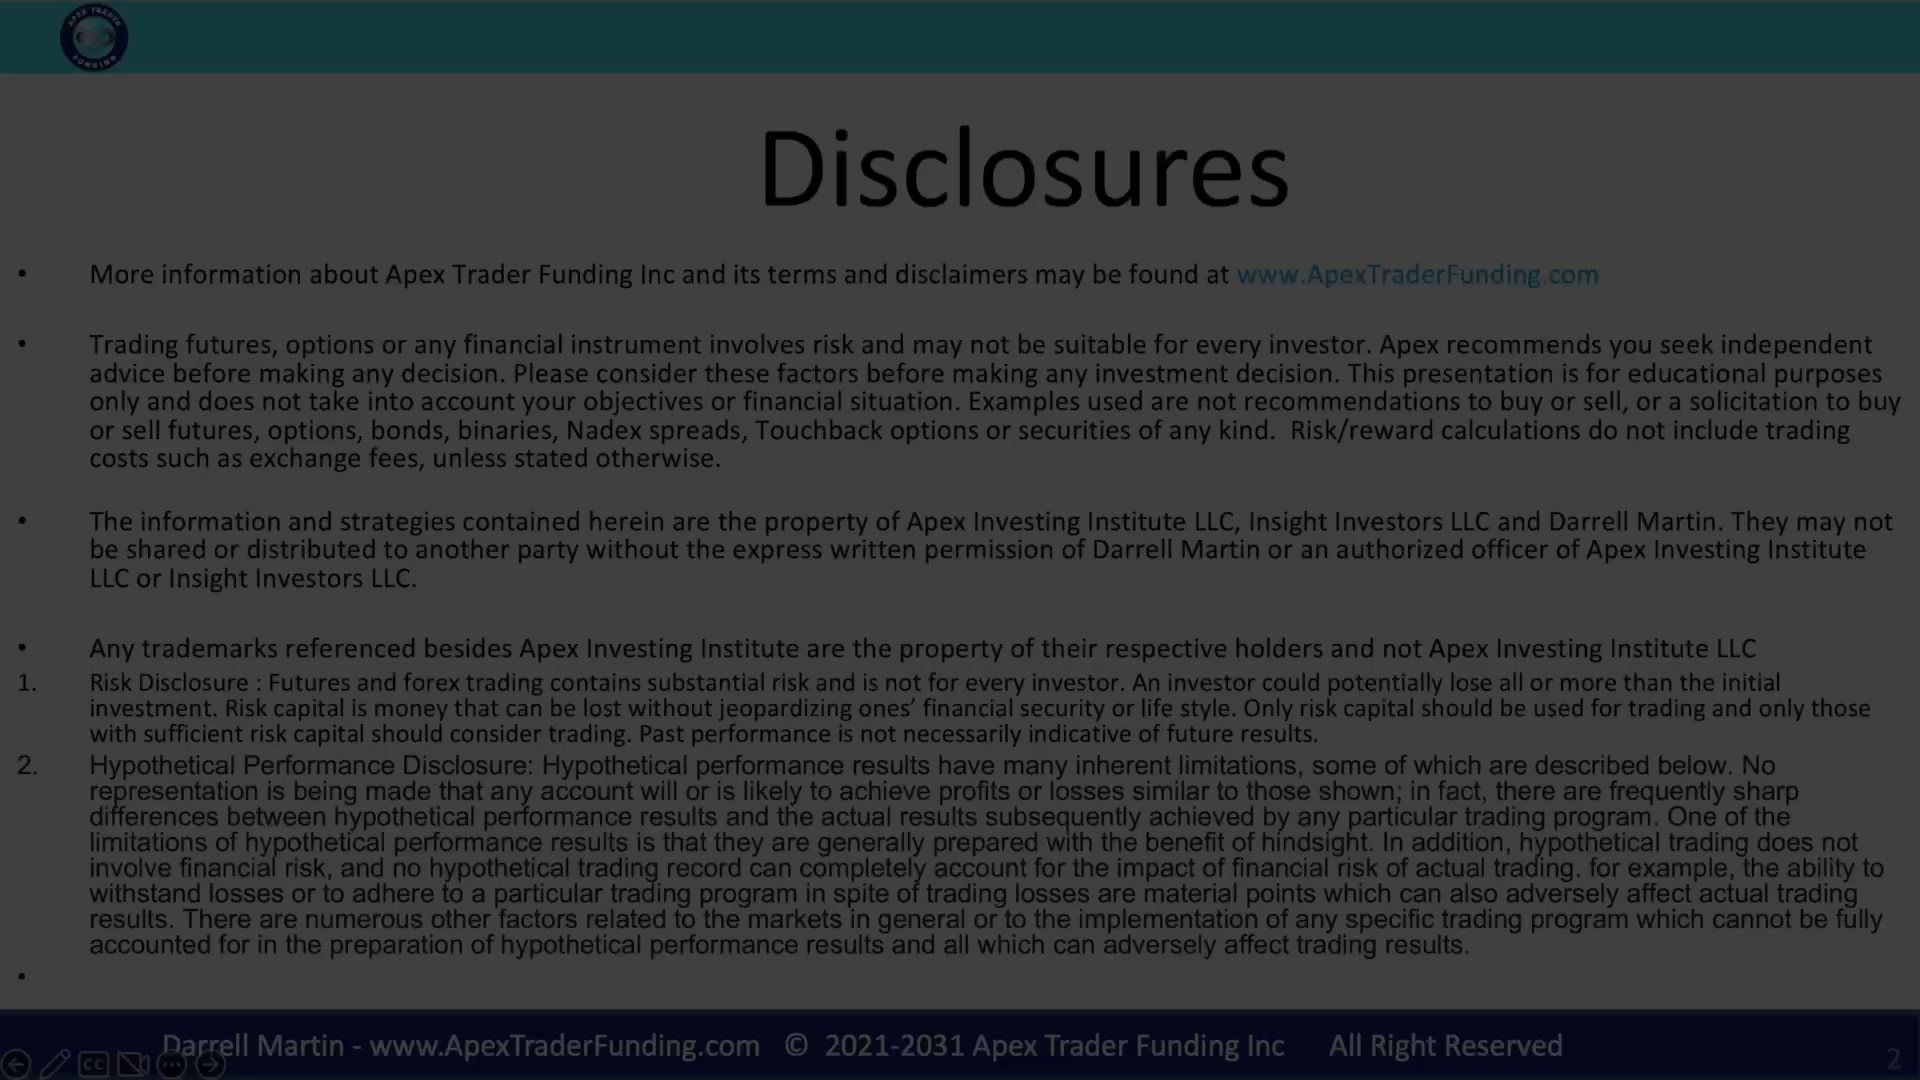 APEX TRADER
FUNDING
Disclosures
• More information about Apex Trader Funding Inc and its terms and disclaimers may be found at www.ApexTraderFunding.com
• Trading futures, options or any financial instrument involves risk and may not be suitable for every investor. Apex recommends you seek independent
advice before making any decision. Please consider these factors before making any investment decision. This presentation is for educational purposes
only and does not take into account your objectives or financial situation. Examples used are not recommendations to buy or sell, or a solicitation to buy
or sell futures, options, bonds, binaries, Nadex spreads, Touchback options or securities of any kind.  Risk/reward calculations do not include trading
costs such as exchange fees, unless stated otherwise.
• The information and strategies contained herein are the property of Apex Investing Institute LLC, Insight Investors LLC and Darrell Martin. They may not
be shared or distributed to another party without the express written permission of Darrell Martin or an authorized officer of Apex Investing Institute
LLC or Insight Investors LLC.
• Any trademarks referenced besides Apex Investing Institute are the property of their respective holders and not Apex Investing Institute LLC
1. Risk Disclosure : Futures and forex trading contains substantial risk and is not for every investor. An investor could potentially lose all or more than the initial
investment. Risk capital is money that can be lost without jeopardizing ones’ financial security or life style. Only risk capital should be used for trading and only those
with sufficient risk capital should consider trading. Past performance is not necessarily indicative of future results.
2. Hypothetical Performance Disclosure: Hypothetical performance results have many inherent limitations, some of which are described below. No
representation is being made that any account will or is likely to achieve profits or losses similar to those shown; in fact, there are frequently sharp
differences between hypothetical performance results and the actual results subsequently achieved by any particular trading program. One of the
limitations of hypothetical performance results is that they are generally prepared with the benefit of hindsight. In addition, hypothetical trading does not
involve financial risk, and no hypothetical trading record can completely account for the impact of financial risk of actual trading. for example, the ability to
withstand losses or to adhere to a particular trading program in spite of trading losses are material points which can also adversely affect actual trading
results. There are numerous other factors related to the markets in general or to the implementation of any specific trading program which cannot be fully
accounted for in the preparation of hypothetical performance results and all which can adversely affect trading results.
•
Darrell Martin - www.ApexTraderFunding.com © 2021-2031 Apex Trader Funding Inc All Right Reserved
CC
2